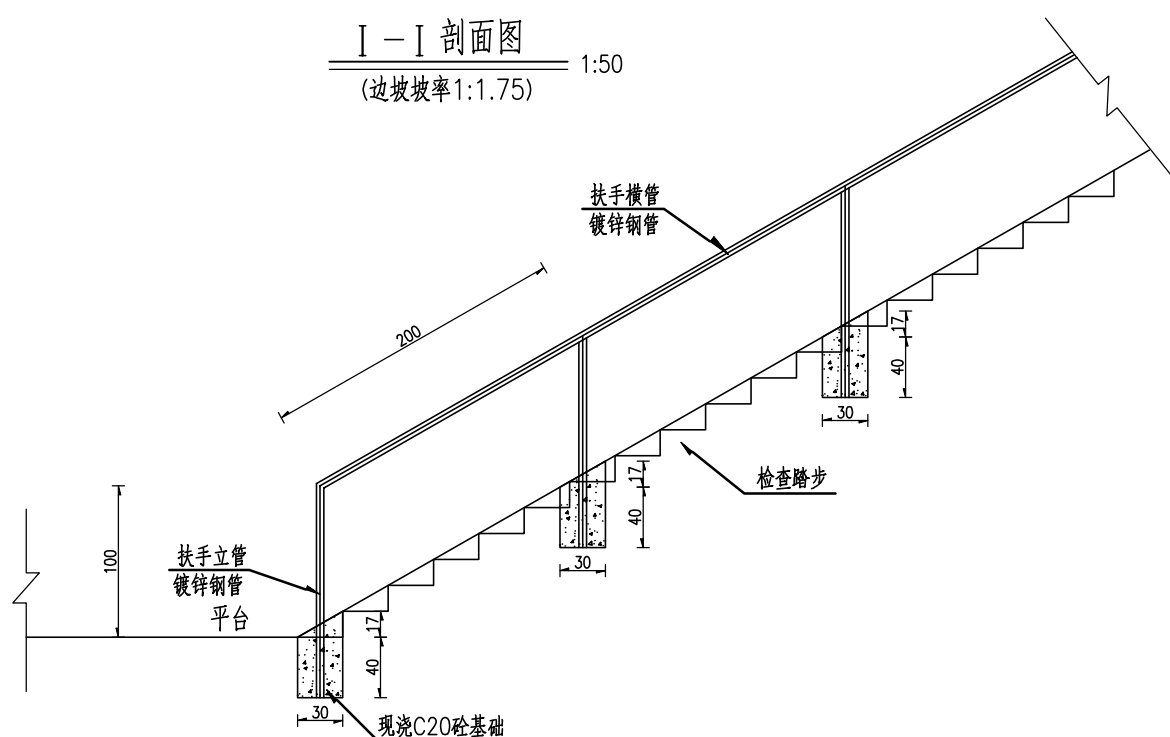 I-I 剖面图
1:50
(边坡坡率1:1.75)
扶手横管
镀锌钢管
200
17
40
30
17
40
30
检查踏步
100
扶手立管
镀锌钢管
平台
17
40
30
现浇C20砼基础